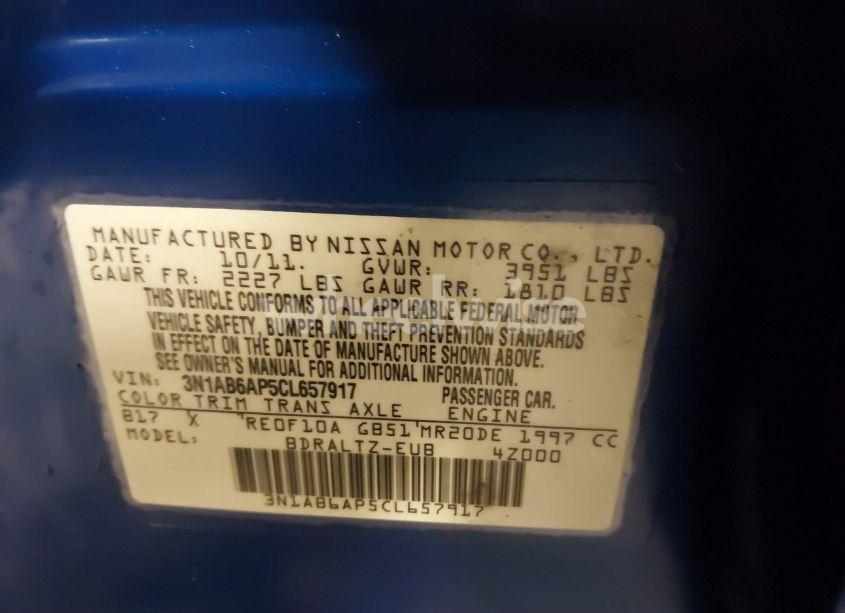 MANUFACTURED BY NISSAN MOTOR CO., LTD.
DATE: 10/11. GVWR: 3951 LBS
GAWR FR: 2227 LBS GAWR RR: 1810 LBS
THIS VEHICLE CONFORMS TO ALL APPLICABLE FEDERAL MOTOR
VEHICLE SAFETY, BUMPER AND THEFT PREVENTION STANDARDS
IN EFFECT ON THE DATE OF MANUFACTURE SHOWN ABOVE.
SEE OWNER'S MANUAL FOR ADDITIONAL INFORMATION.
VIN: 3N1AB6AP5CL657917 PASSENGER CAR.
COLOR TRIM TRANS AXLE ENGINE
B17 X 'RE0F10A GB51'MR20DE 1997 CC
MODEL: BDRALTZ-EUB 4Z000
3N1AB6AP5CL657917